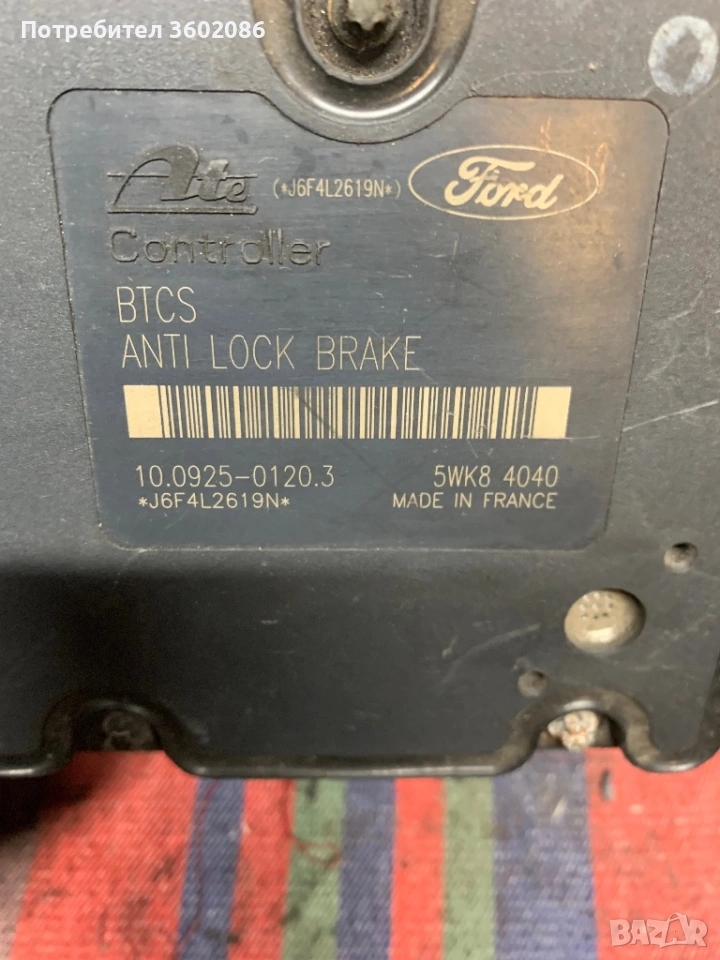 Потребител 3602086
Ate
(*J6F4L2619N*)
Ford
Controller
BTCS
ANTI LOCK BRAKE
10.0925-0120.3
5WK8 4040
*J6F4L2619N*
MADE IN FRANCE
BAZAR